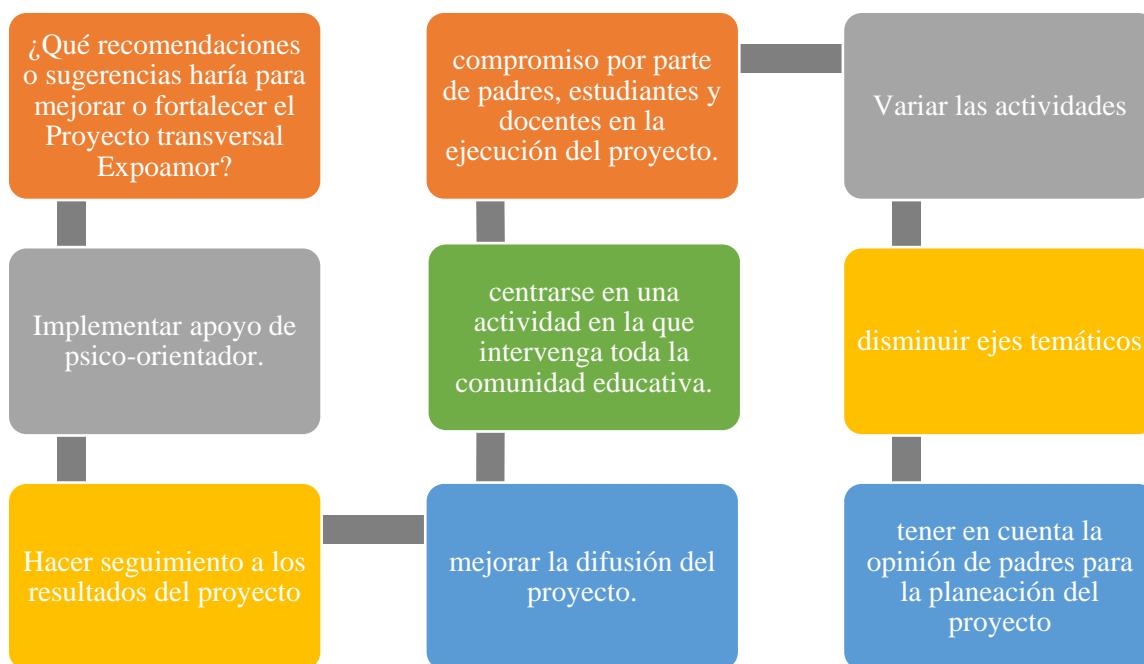 ¿Qué recomendaciones
o sugerencias haría para
mejorar o fortalecer el
Proyecto transversal
Expoamor?
Implementar apoyo de
psico-orientador.
Hacer seguimiento a los
resultados del proyecto
mejorar la difusión del
proyecto.
centrarse en una
actividad en la que
intervenga toda la
comunidad educativa.
compromiso por parte
de padres, estudiantes y
docentes en la
ejecución del proyecto.
Variar las actividades
disminuir ejes temáticos
tener en cuenta la
opinión de padres para
la planeación del
proyecto